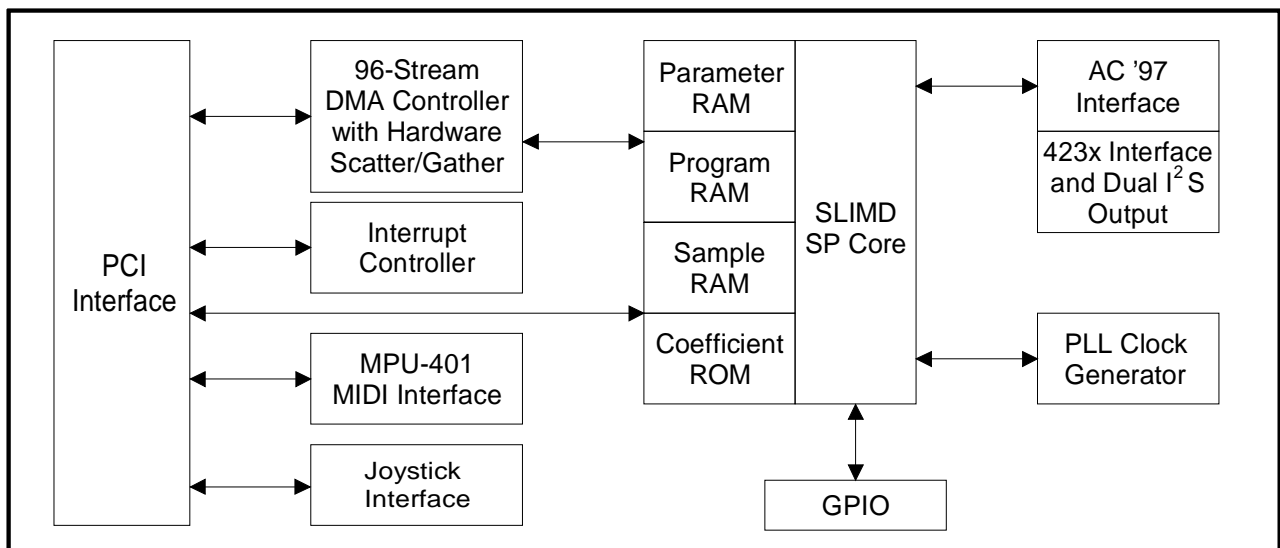 PCI
Interface
96-Stream
DMA Controller
with Hardware
Scatter/Gather
Interrupt
Controller
MPU-401
MIDI Interface
Joystick
Interface
Parameter
RAM
Program
RAM
Sample
RAM
Coefficient
ROM
SLIMD
SP Core
AC ’97
Interface
423x Interface
and Dual I²S
Output
PLL Clock
Generator
GPIO